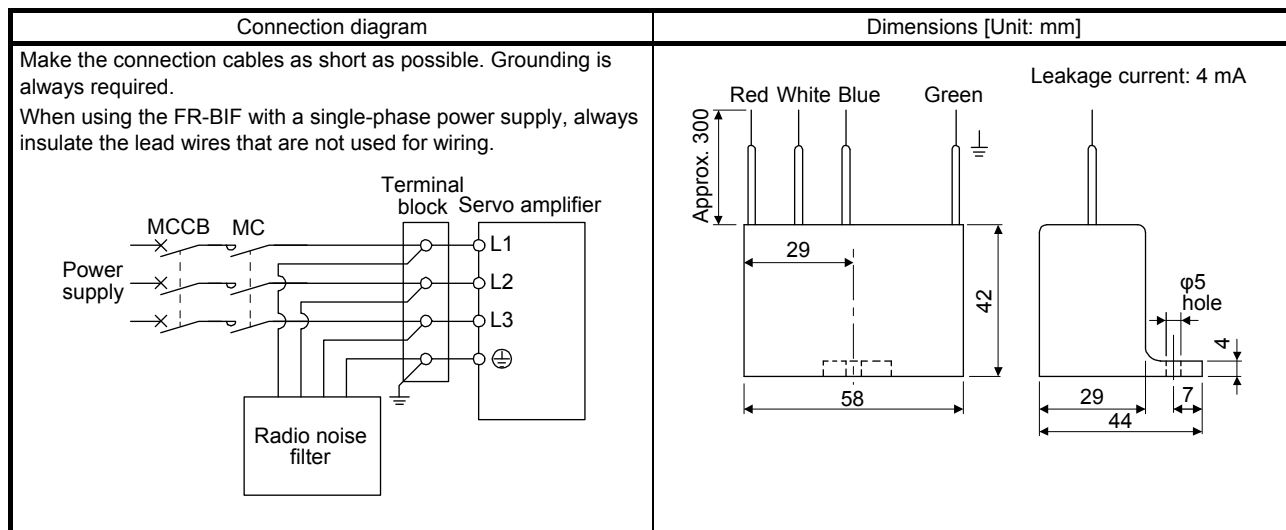 Connection diagram
Dimensions [Unit: mm]
Make the connection cables as short as possible. Grounding is
always required.
When using the FR-BIF with a single-phase power supply, always
insulate the lead wires that are not used for wiring.
Terminal
block
Servo amplifier
MCCB
MC
L1
Power
supply
L2
L3
Radio noise
filter
Leakage current: 4 mA
Red White Blue
Green
Approx. 300
29
42
58
φ5
hole
4
29
7
44